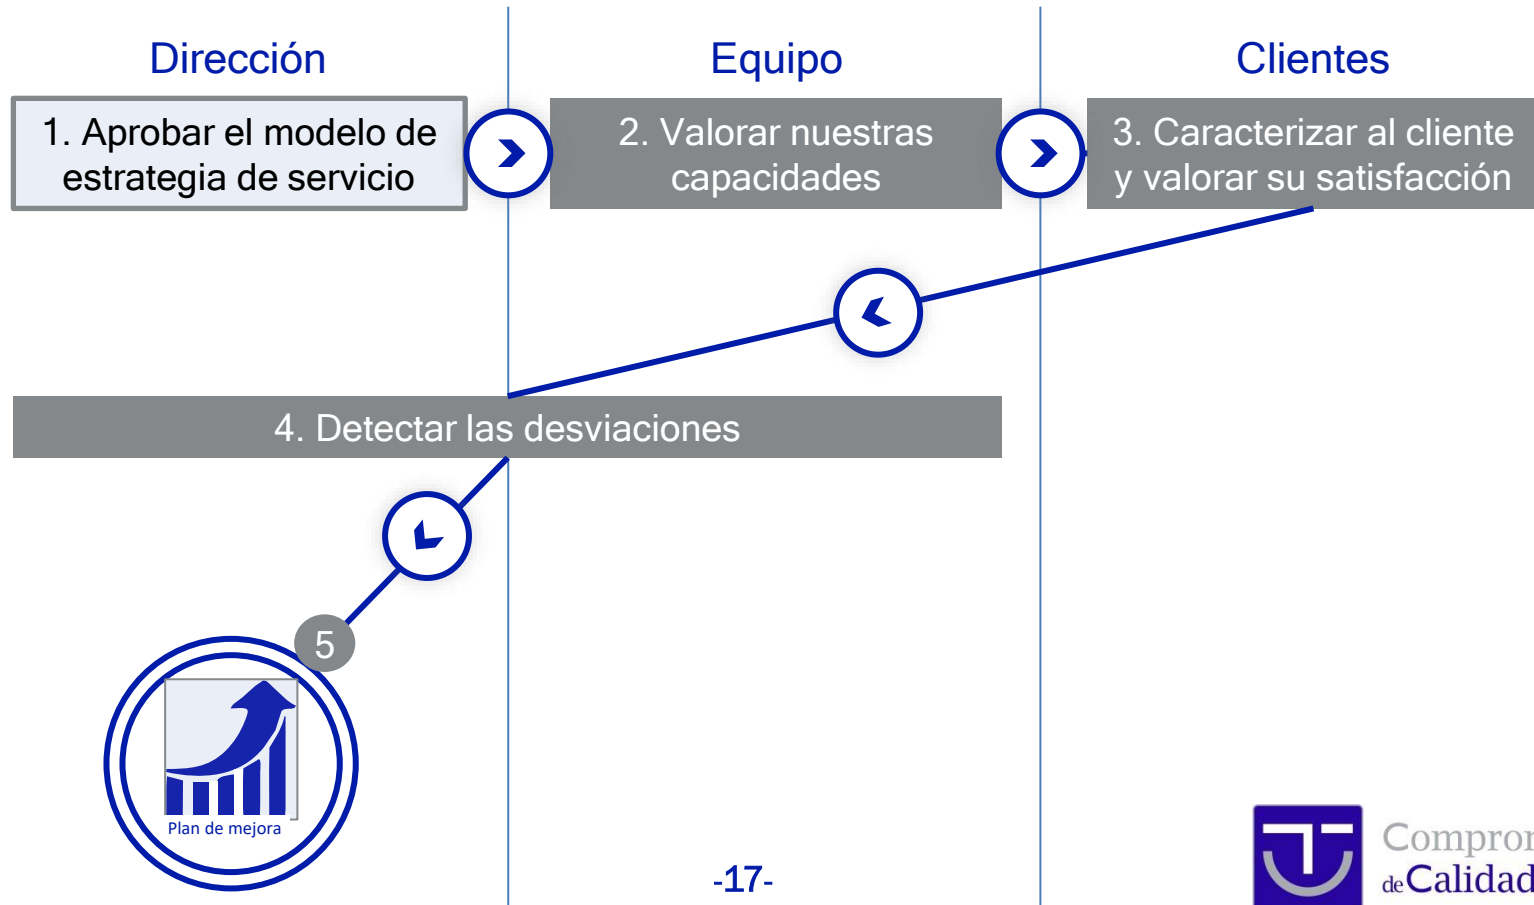 Dirección
Equipo
Clientes
1. Aprobar el modelo de
estrategia de servicio
2. Valorar nuestras
capacidades
3. Caracterizar al cliente
y valorar su satisfacción
4. Detectar las desviaciones
5
Plan de mejora
-17-
Compror
deCalidad